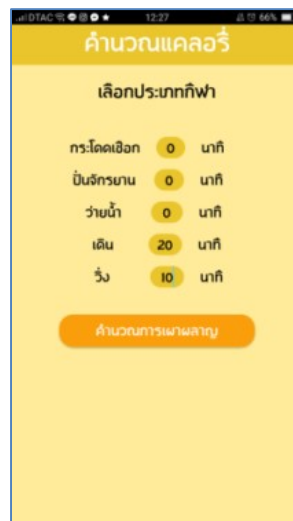 DTAC 12:27 66%
คำนวณแคลอรี่
เลือกประเภทกีฬา
กระโดดเชือก 0 นาที
ปั่นจักรยาน 0 นาที
ว่ายน้ำ 0 นาที
เดิน 20 นาที
วิ่ง 10 นาที
คำนวณการเผาผลาญ